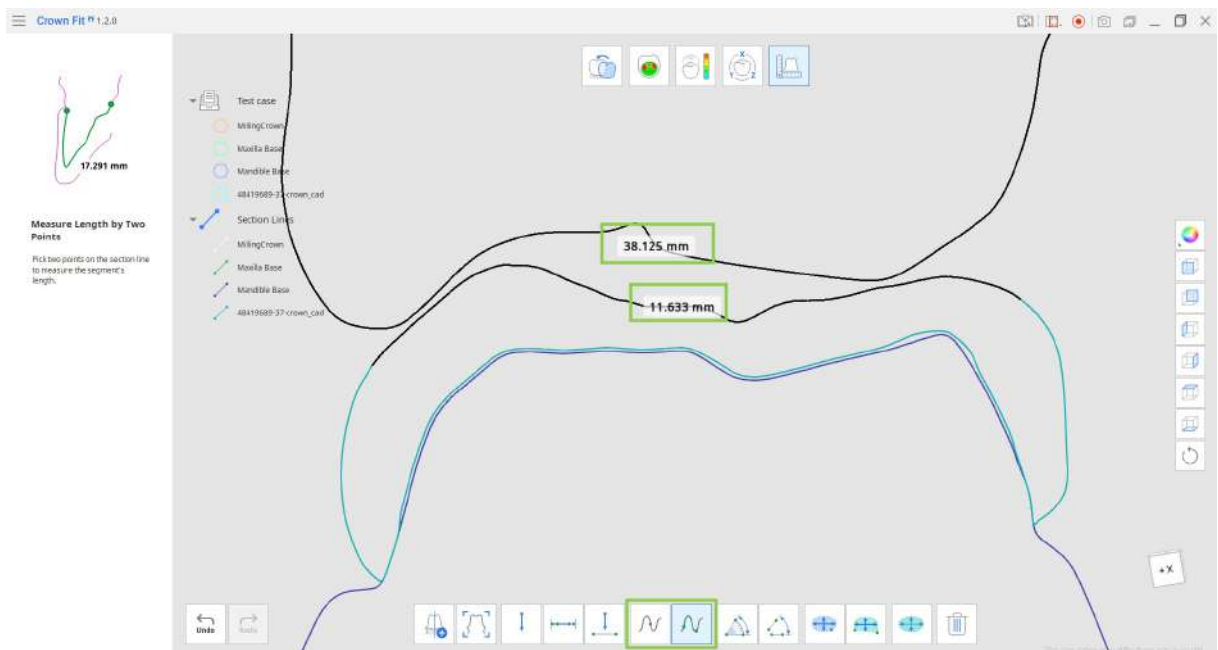 Crown Fit 1.2.0
17.291 mm
Measure Length by Two
Points
Pick two points on the section line
to measure the segment's
length.
Test case
MillingCrown
Maxilla Base
Mandible Base
48419689-37-crown_cad
Section Lines
MillingCrown
Maxilla Base
Mandible Base
48419689-37-crown_cad
38.125 mm
11.633 mm
X
Y
Z
+X
Undo
Redo